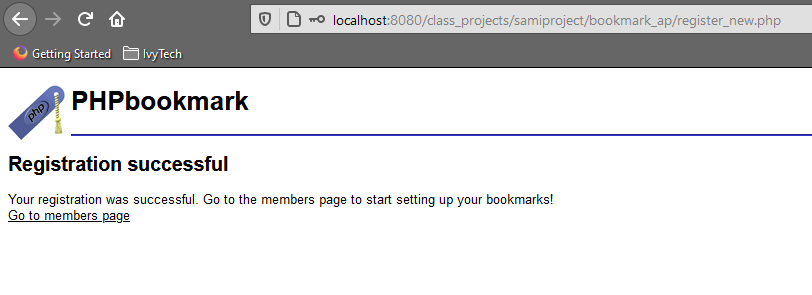 localhost:8080/class_projects/samiproject/bookmark_ap/register_new.php
Getting Started IvyTech
php PHPbookmark
Registration successful
Your registration was successful. Go to the members page to start setting up your bookmarks!
Go to members page